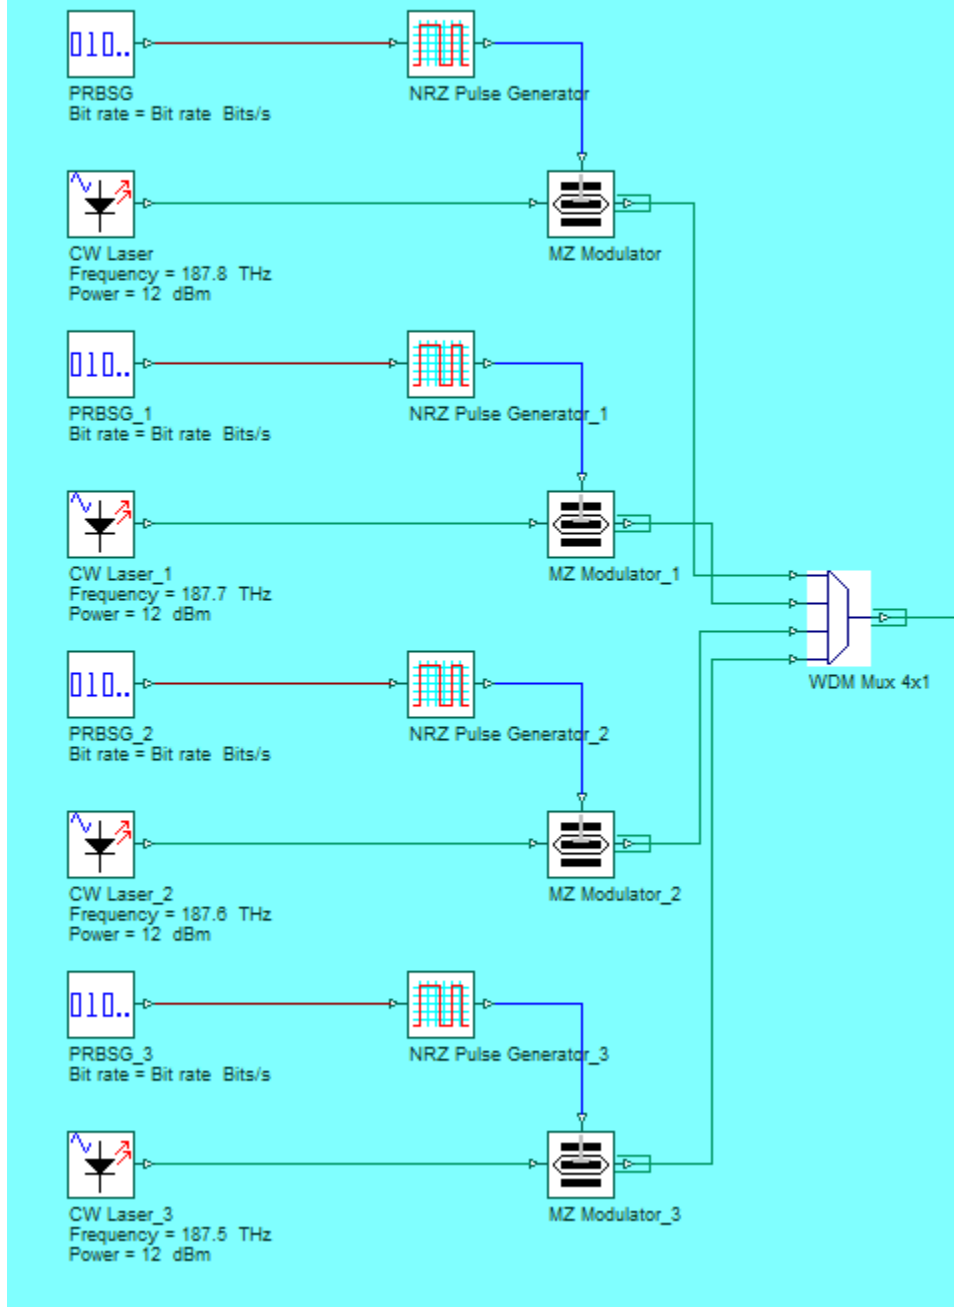 010..
PRBSG
Bit rate = Bit rate Bits/s
NRZ Pulse Generator
CW Laser
Frequency = 187.8 THz
Power = 12 dBm
MZ Modulator
010..
PRBSG_1
Bit rate = Bit rate Bits/s
NRZ Pulse Generator_1
CW Laser_1
Frequency = 187.7 THz
Power = 12 dBm
MZ Modulator_1
WDM Mux 4x1
010..
PRBSG_2
Bit rate = Bit rate Bits/s
NRZ Pulse Generator_2
CW Laser_2
Frequency = 187.6 THz
Power = 12 dBm
MZ Modulator_2
010..
PRBSG_3
Bit rate = Bit rate Bits/s
NRZ Pulse Generator_3
CW Laser_3
Frequency = 187.5 THz
Power = 12 dBm
MZ Modulator_3